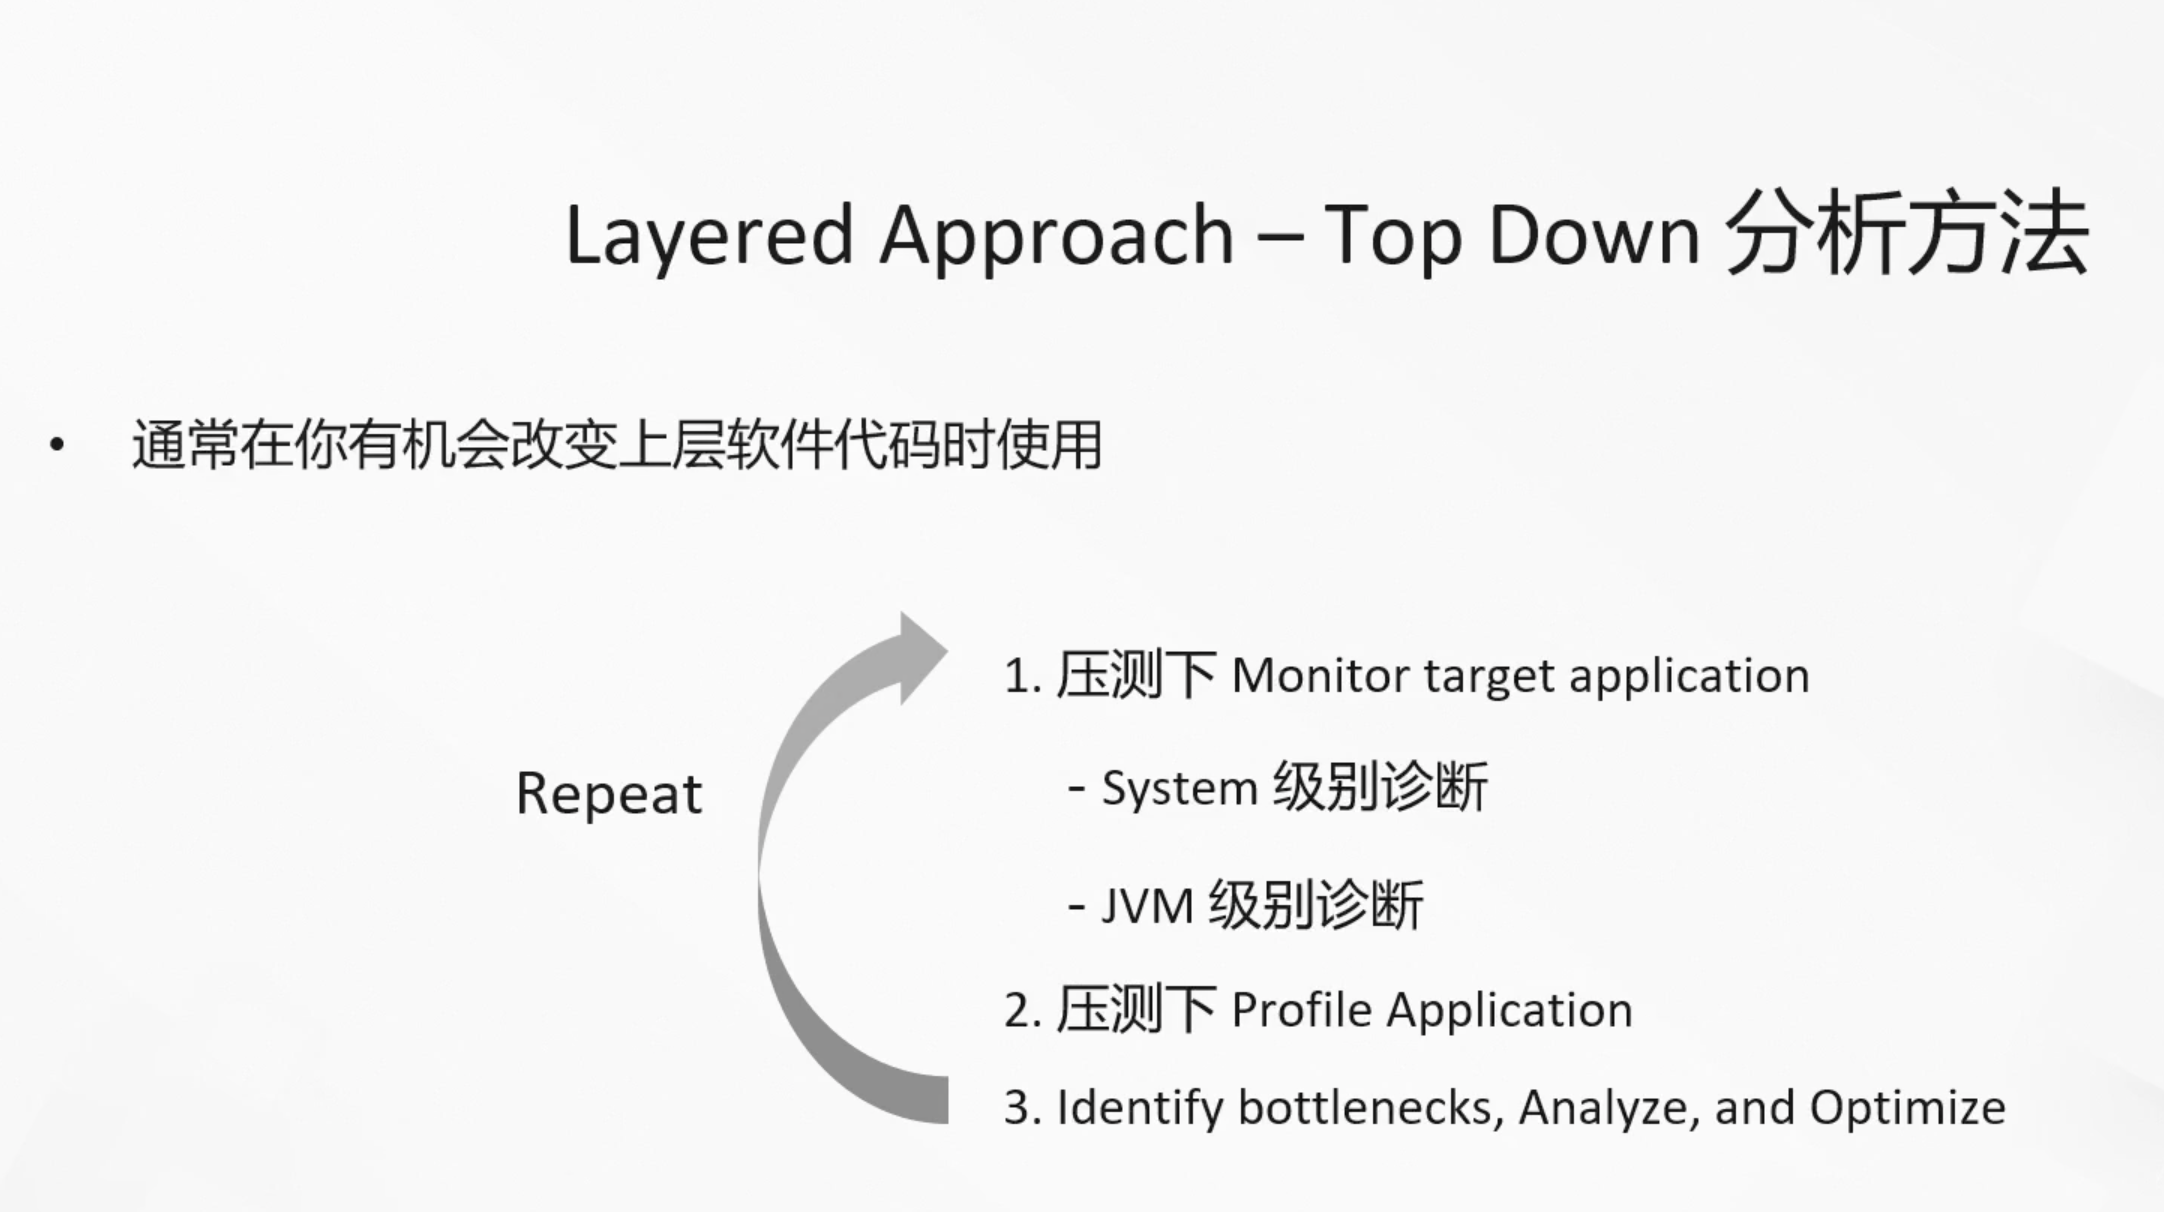 Layered Approach – Top Down 分析方法
• 通常在你有机会改变上层软件代码时使用
Repeat
1. 压测下 Monitor target application
- System 级别诊断
- JVM 级别诊断
2. 压测下 Profile Application
3. Identify bottlenecks, Analyze, and Optimize